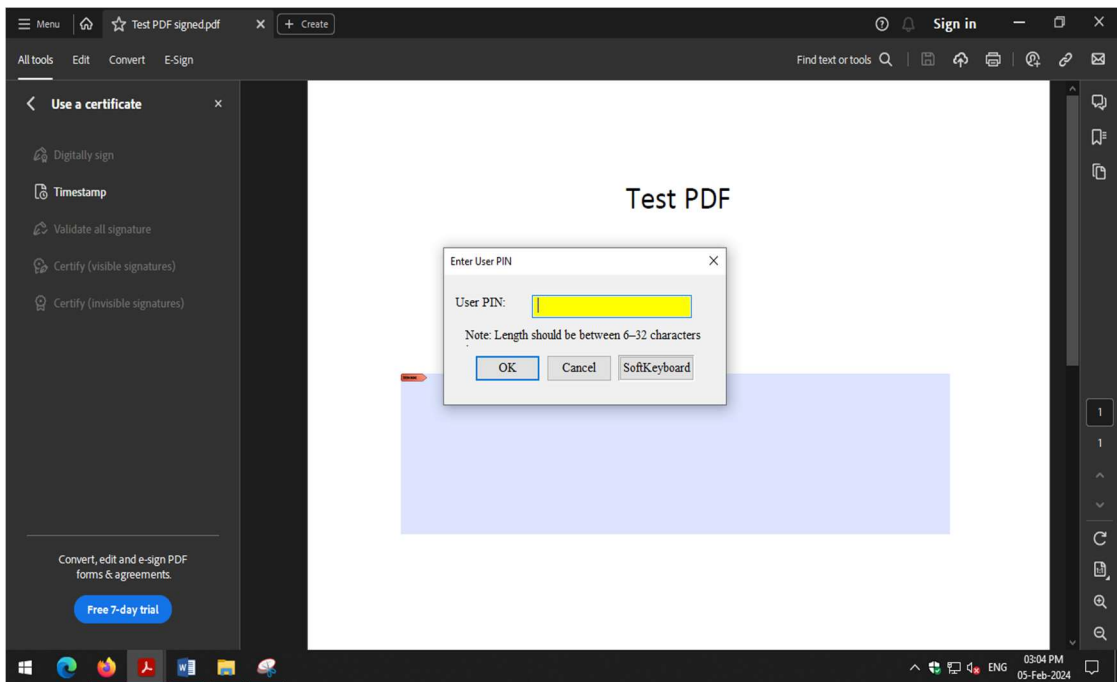 Menu
Test PDF signed.pdf
Create
Sign in
All tools Edit Convert E-Sign
Find text or tools
Use a certificate
Digitally sign
Timestamp
Validate all signature
Certify (visible signatures)
Certify (invisible signatures)
Convert, edit and e-sign PDF
forms & agreements.
Free 7-day trial
Test PDF
Enter User PIN
User PIN:
Note: Length should be between 6–32 characters
OK Cancel SoftKeyboard
1
1
ENG
03:04 PM
05-Feb-2024